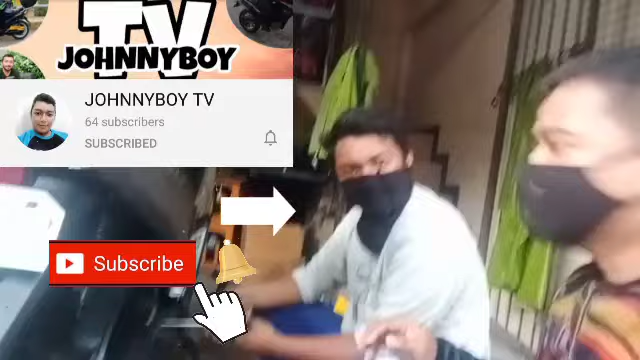 TV
JOHNNYBOY
JOHNNYBOY TV
64 subscribers
SUBSCRIBED
Subscribe